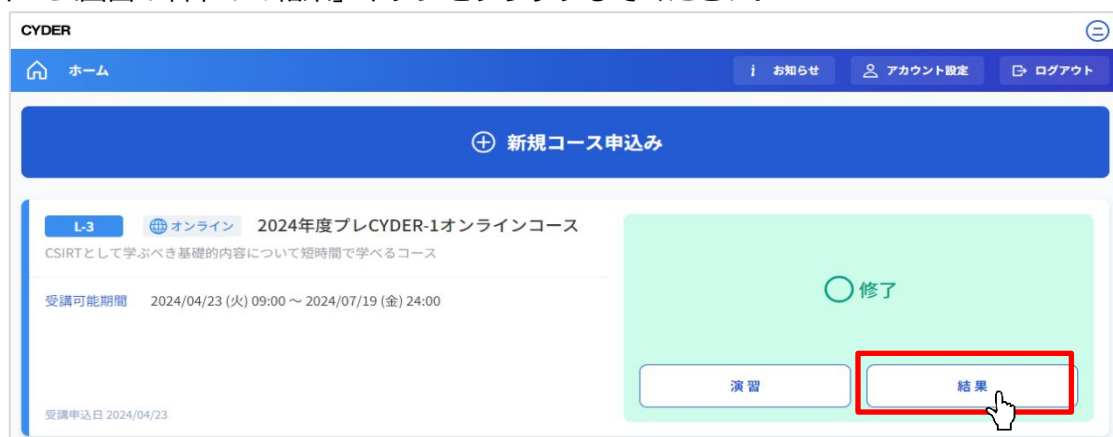 CYDER
ホーム
i お知らせ
アカウント設定
ログアウト
新規コース申込み
L-3 オンライン 2024年度プレCYDER-1オンラインコース
CSIRTとして学ぶべき基礎的内容について短時間で学べるコース
受講可能期間 2024/04/23 (火) 09:00 ~ 2024/07/19 (金) 24:00
受講申込日 2024/04/23
修了
演習
結果